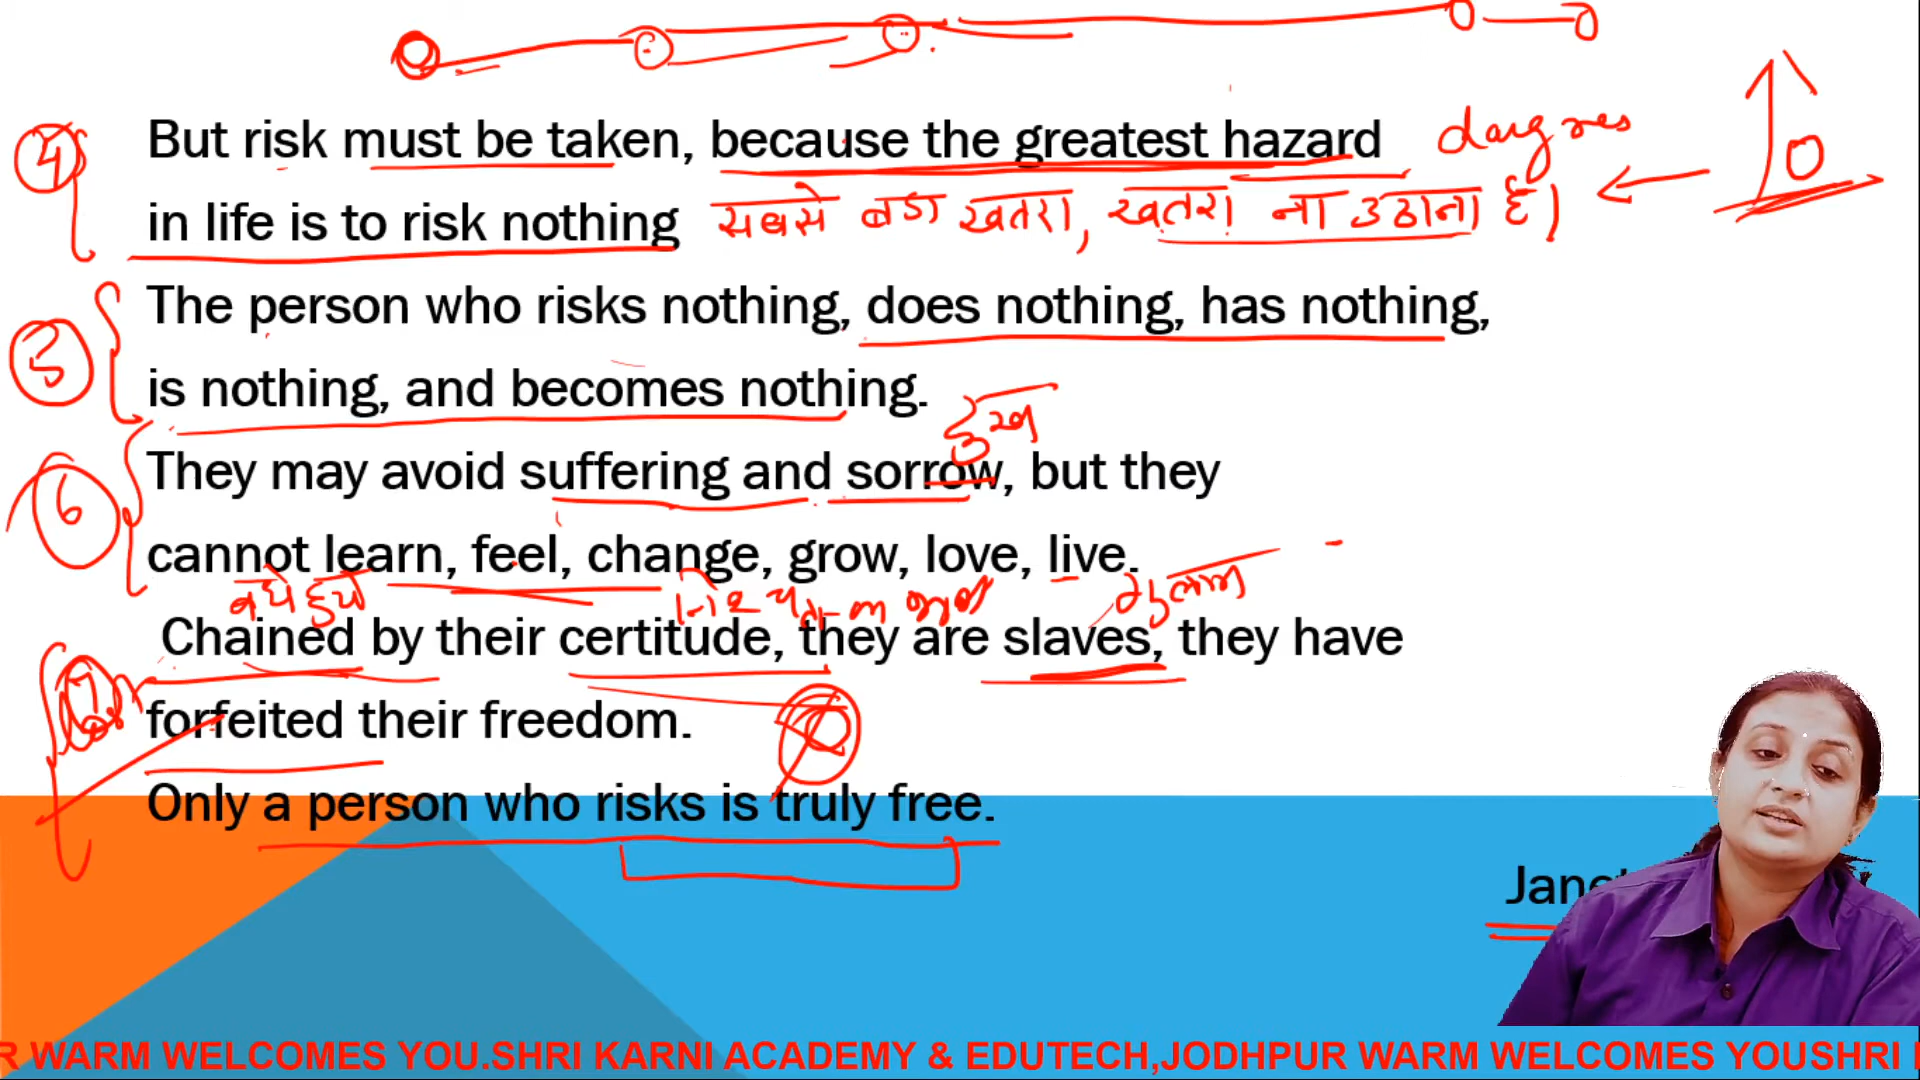 4 But risk must be taken, because the greatest hazard
in life is to risk nothing सबसे बडा खतरा, खतरा ना उठाना है।
5 The person who risks nothing, does nothing, has nothing,
is nothing, and becomes nothing.
6 They may avoid suffering and sorrow, but they
cannot learn, feel, change, grow, love, live.
Chained by their certitude, they are slaves, they have
7 forfeited their freedom.
Only a person who risks is truly free.
WARM WELCOMES YOU.SHRI KARNI ACADEMY & EDUTECH,JODHPUR WARM WELCOMES YOUSHRI